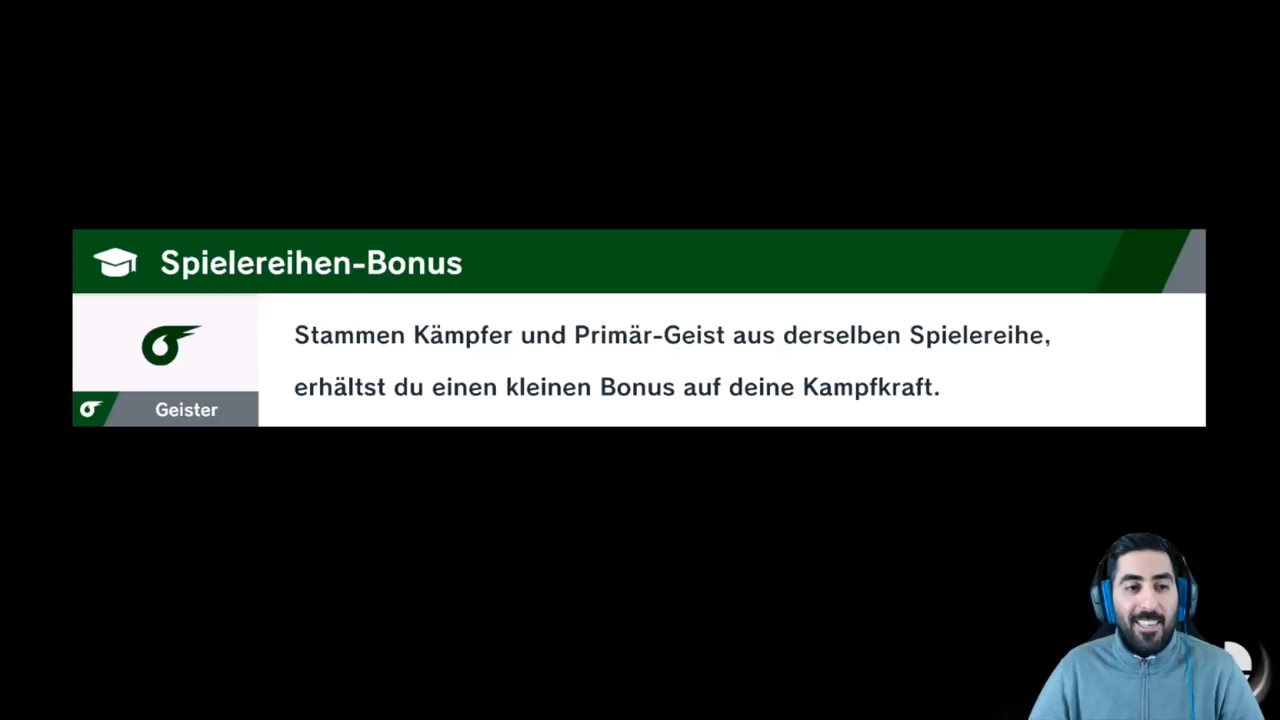 Spielereihen-Bonus
Stammen Kämpfer und Primär-Geist aus derselben Spielereihe,
erhältst du einen kleinen Bonus auf deine Kampfkraft.
Geister